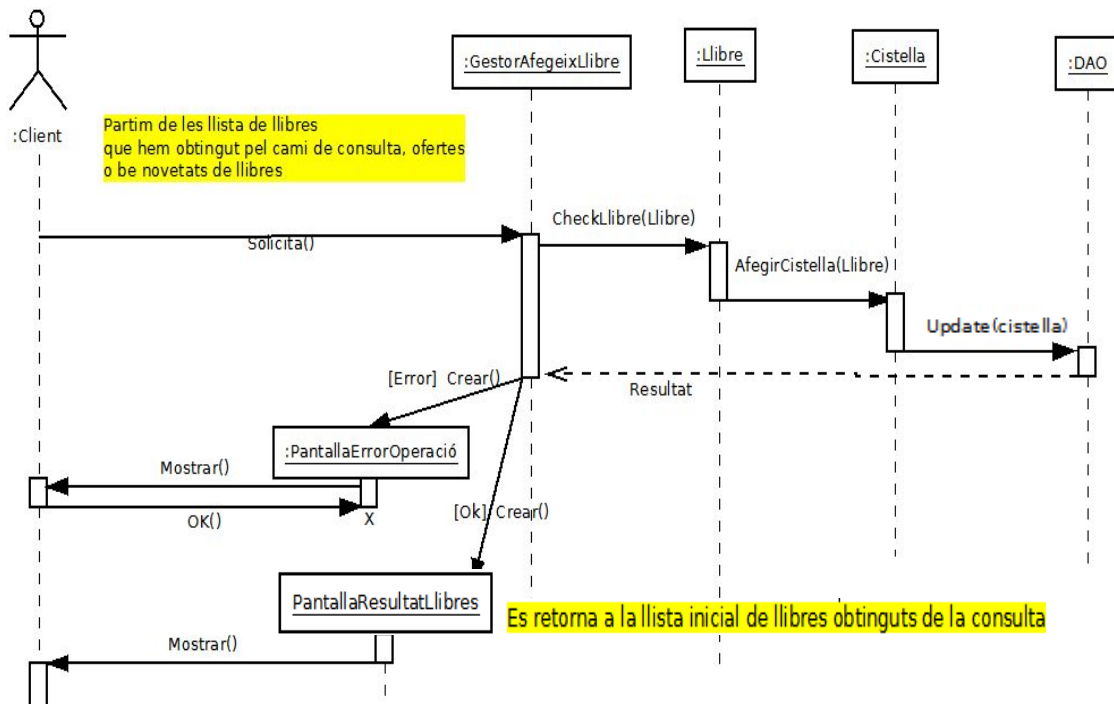 :Client
:GestorAfegeixLlibre
:Llibre
:Cistella
:DAO
Partim de les llista de llibres
que hem obtingut pel cami de consulta, ofertes
o be novetats de llibres
Solicita()
CheckLlibre(Llibre)
AfegirCistella(Llibre)
Update(cistella)
Resultat
[Error] Crear()
:PantallaErrorOperació
Mostrar()
OK()
X
[Ok] Crear()
PantallaResultatLlibres
Es retorna a la llista inicial de llibres obtinguts de la consulta
Mostrar()